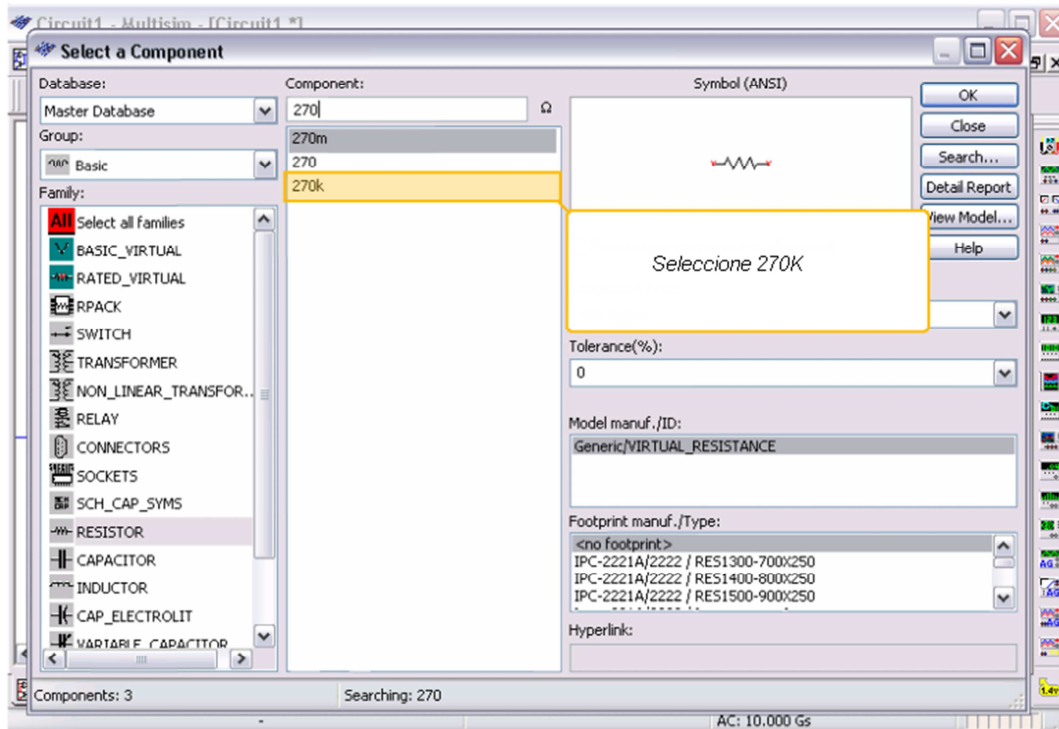 Circuit1 - Multisim - [Circuit1 *]
Select a Component
Database:
Master Database
Group:
Basic
Family:
All Select all families
BASIC_VIRTUAL
RATED_VIRTUAL
RPACK
SWITCH
TRANSFORMER
NON_LINEAR_TRANSFOR..
RELAY
CONNECTORS
SOCKETS
SCH_CAP_SYMS
RESISTOR
CAPACITOR
INDUCTOR
CAP_ELECTROLIT
VARIABLE_CAPACITOR
Component:
270 Ω
270m
270
270k
Symbol (ANSI)
Seleccione 270K
OK
Close
Search...
Detail Report
View Model...
Help
Tolerance(%):
0
Model manuf./ID:
Generic/VIRTUAL_RESISTANCE
Footprint manuf./Type:
<no footprint>
IPC-2221A/2222 / RES1300-700X250
IPC-2221A/2222 / RES1400-800X250
IPC-2221A/2222 / RES1500-900X250
Hyperlink:
Components: 3
Searching: 270
- AC: 10.000 Gs